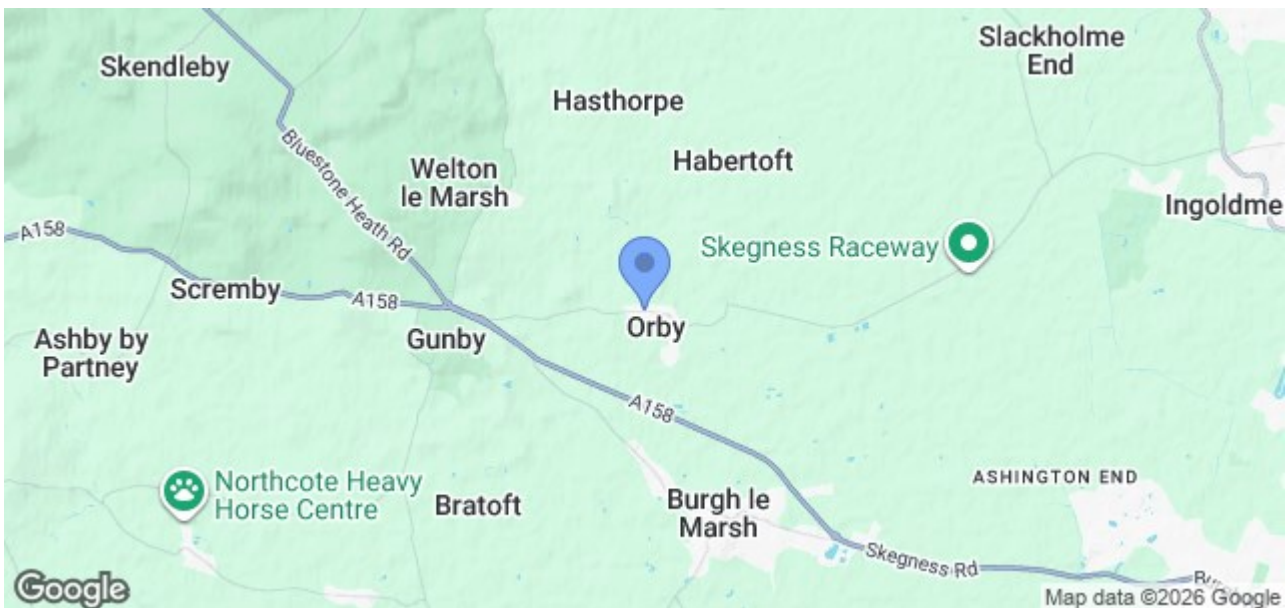 Slackholme
End
Skendleby
Hasthorpe
Bluestone Heath Rd
Habertoft
Welton
le Marsh
Ingoldme
A158
Skegness Raceway
Scremby
A158
Orby
Ashby by
Partney
Gunby
A158
Northcote Heavy
Horse Centre
ASHINGTON END
Bratoft
Burgh le
Marsh
Skegness Rd
Google
Map data ©2026 Google